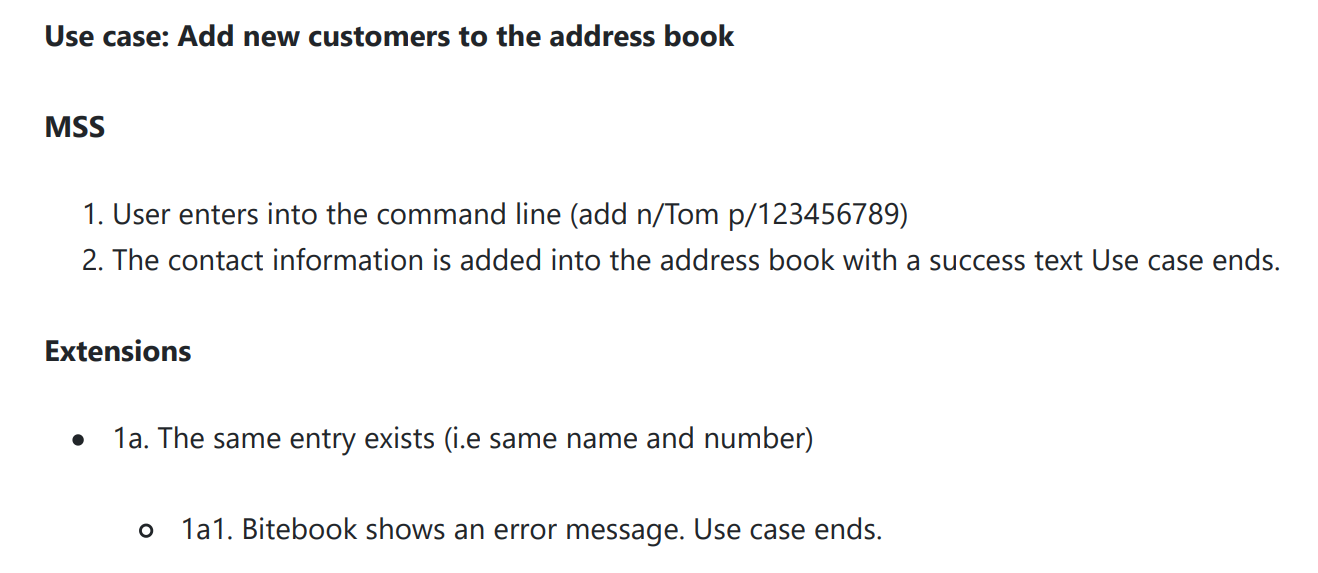 Use case: Add new customers to the address book
MSS
1. User enters into the command line (add n/Tom p/123456789)
2. The contact information is added into the address book with a success text Use case ends.
Extensions
● 1a. The same entry exists (i.e same name and number)
○ 1a1. Bitebook shows an error message. Use case ends.